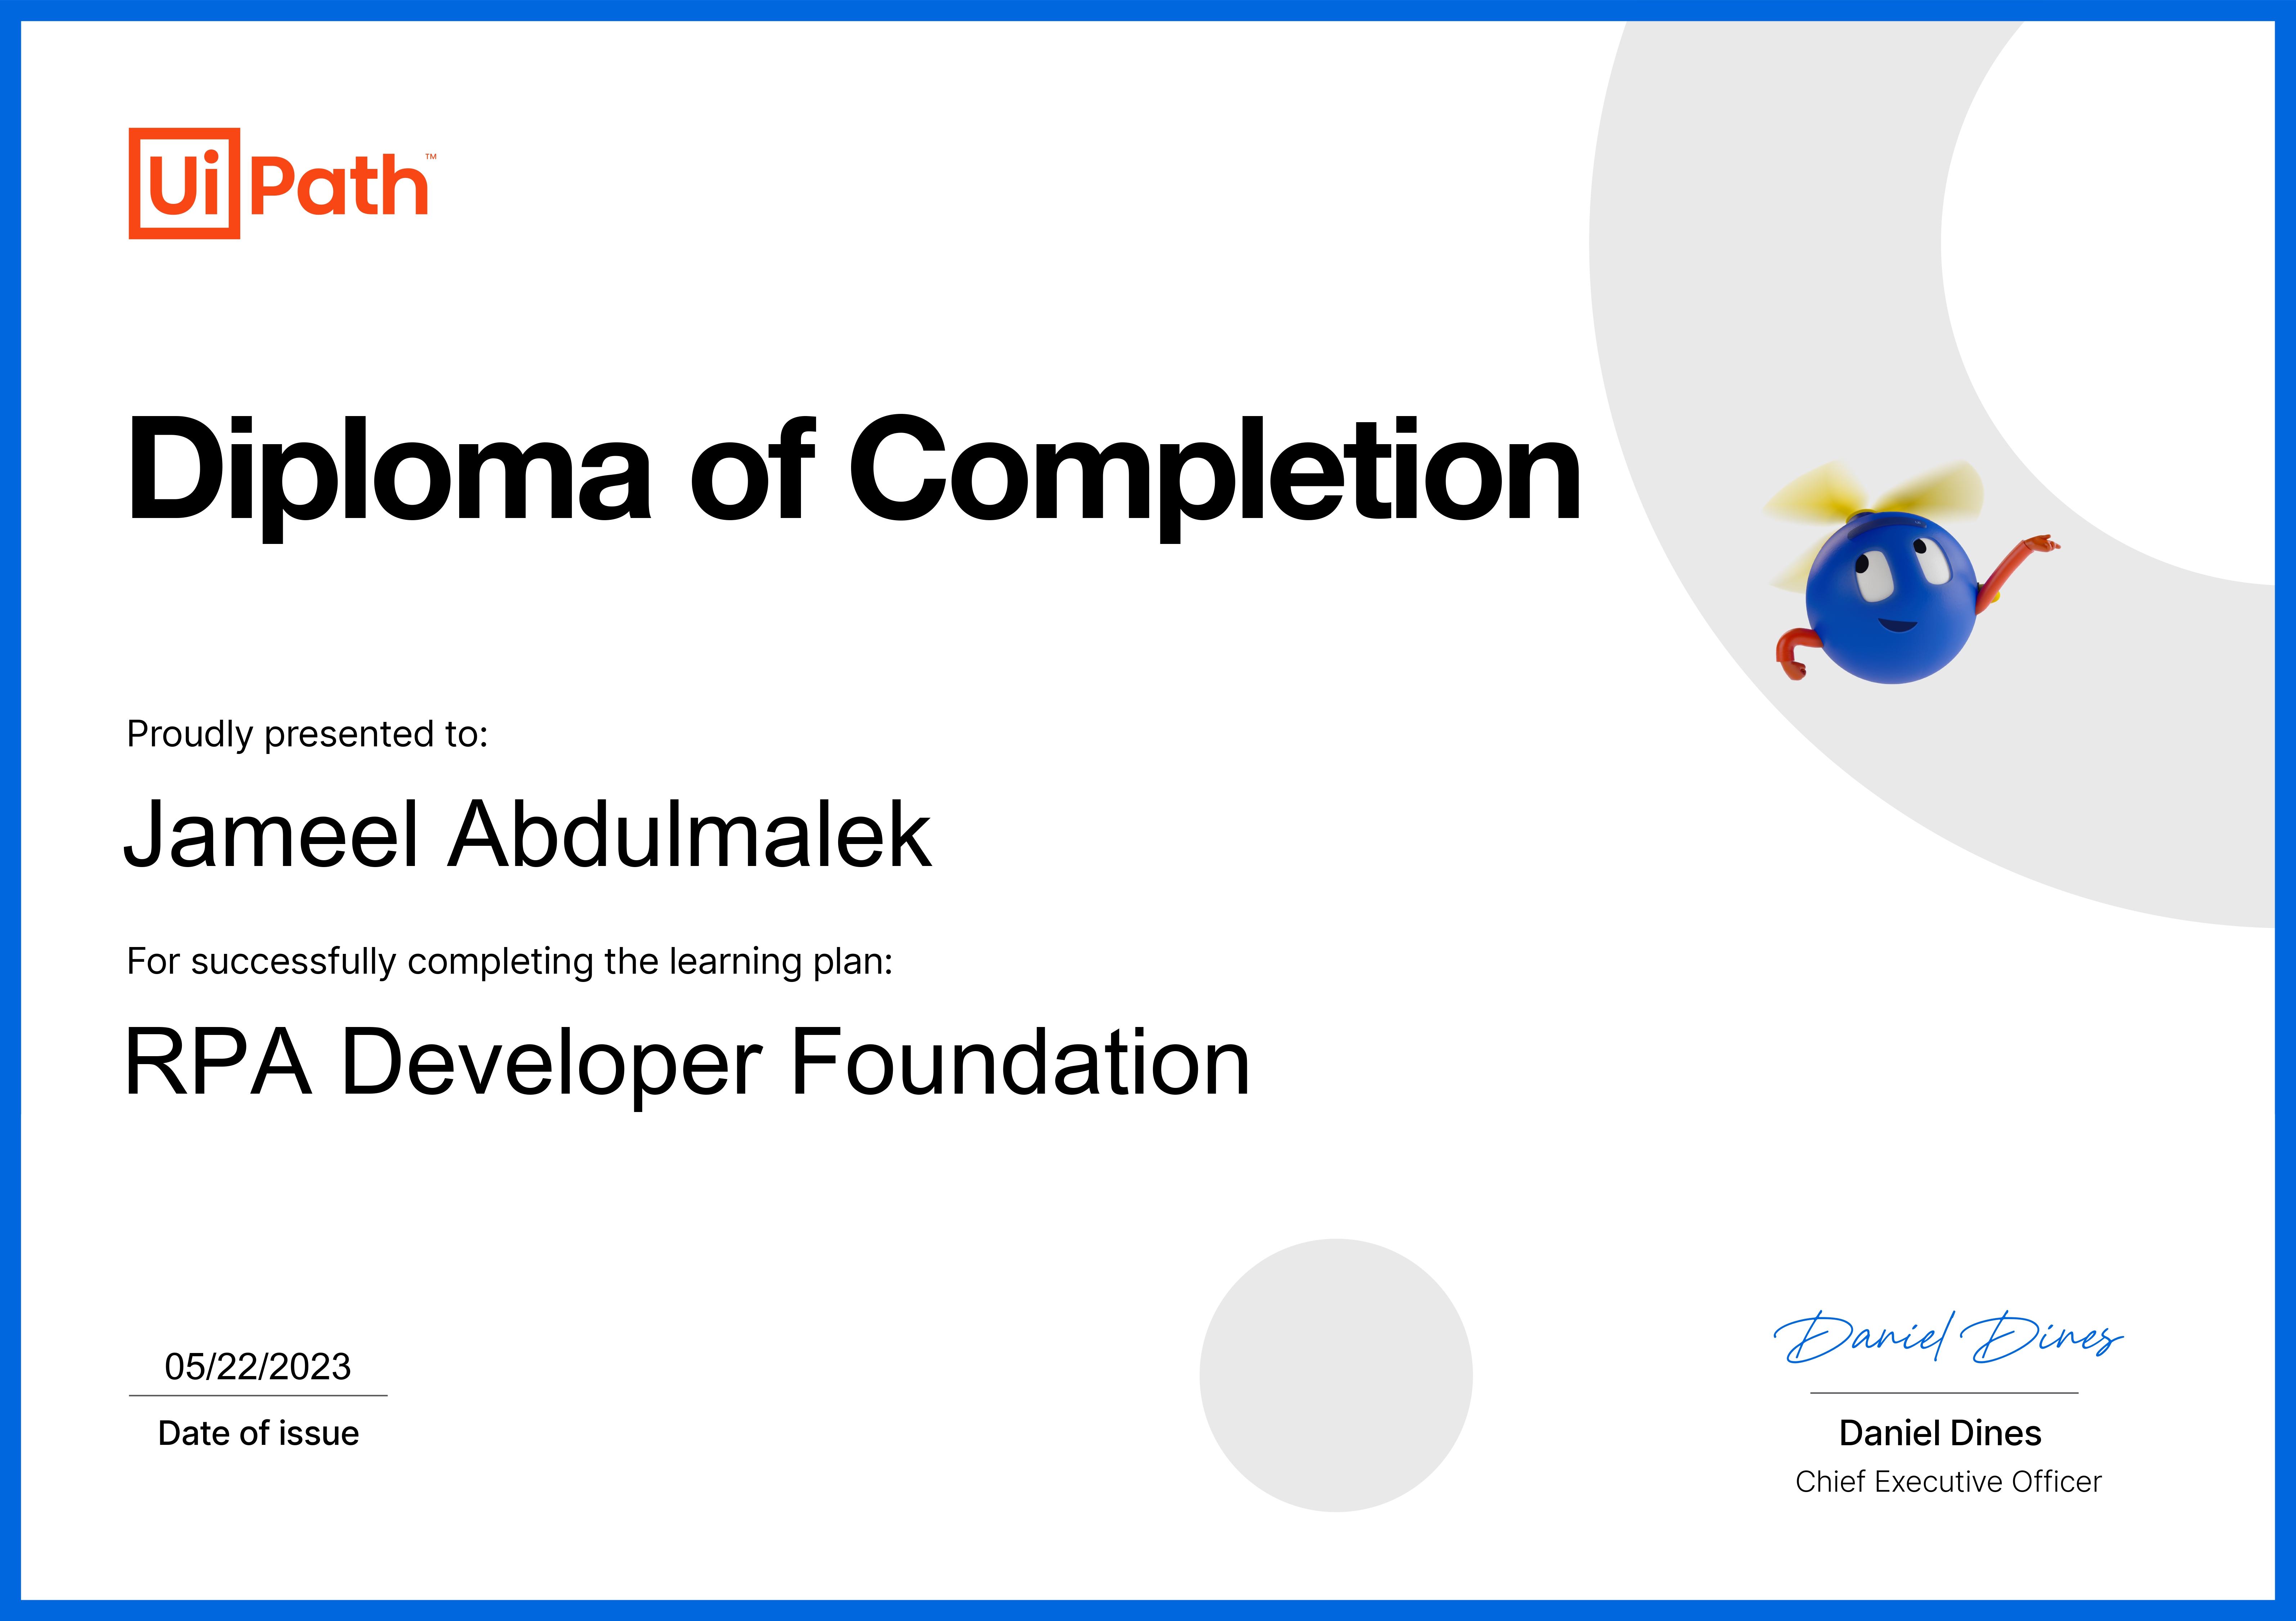 UiPath™
Diploma of Completion
Proudly presented to:
Jameel Abdulmalek
For successfully completing the learning plan:
RPA Developer Foundation
05/22/2023
Date of issue
Daniel Dines
Daniel Dines
Chief Executive Officer